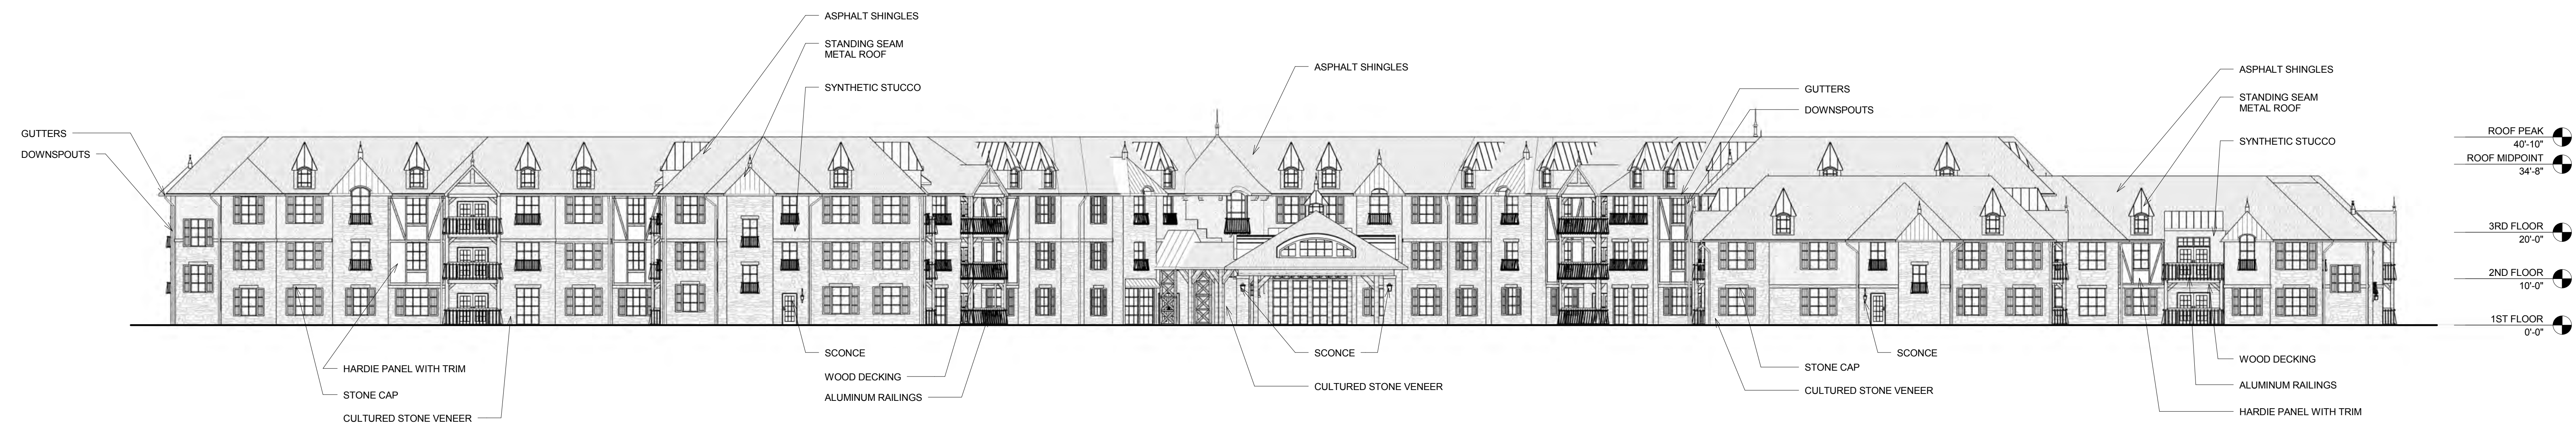 ASPHALT SHINGLES
STANDING SEAM
METAL ROOF
SYNTHETIC STUCCO
GUTTERS
DOWNSPOUTS
ASPHALT SHINGLES
GUTTERS
DOWNSPOUTS
ASPHALT SHINGLES
STANDING SEAM
METAL ROOF
SYNTHETIC STUCCO
ROOF PEAK
40'-10"
ROOF MIDPOINT
34'-8"
3RD FLOOR
20'-0"
2ND FLOOR
10'-0"
1ST FLOOR
0'-0"
HARDIE PANEL WITH TRIM
STONE CAP
CULTURED STONE VENEER
SCONCE
WOOD DECKING
ALUMINUM RAILINGS
SCONCE
CULTURED STONE VENEER
SCONCE
STONE CAP
CULTURED STONE VENEER
WOOD DECKING
ALUMINUM RAILINGS
HARDIE PANEL WITH TRIM